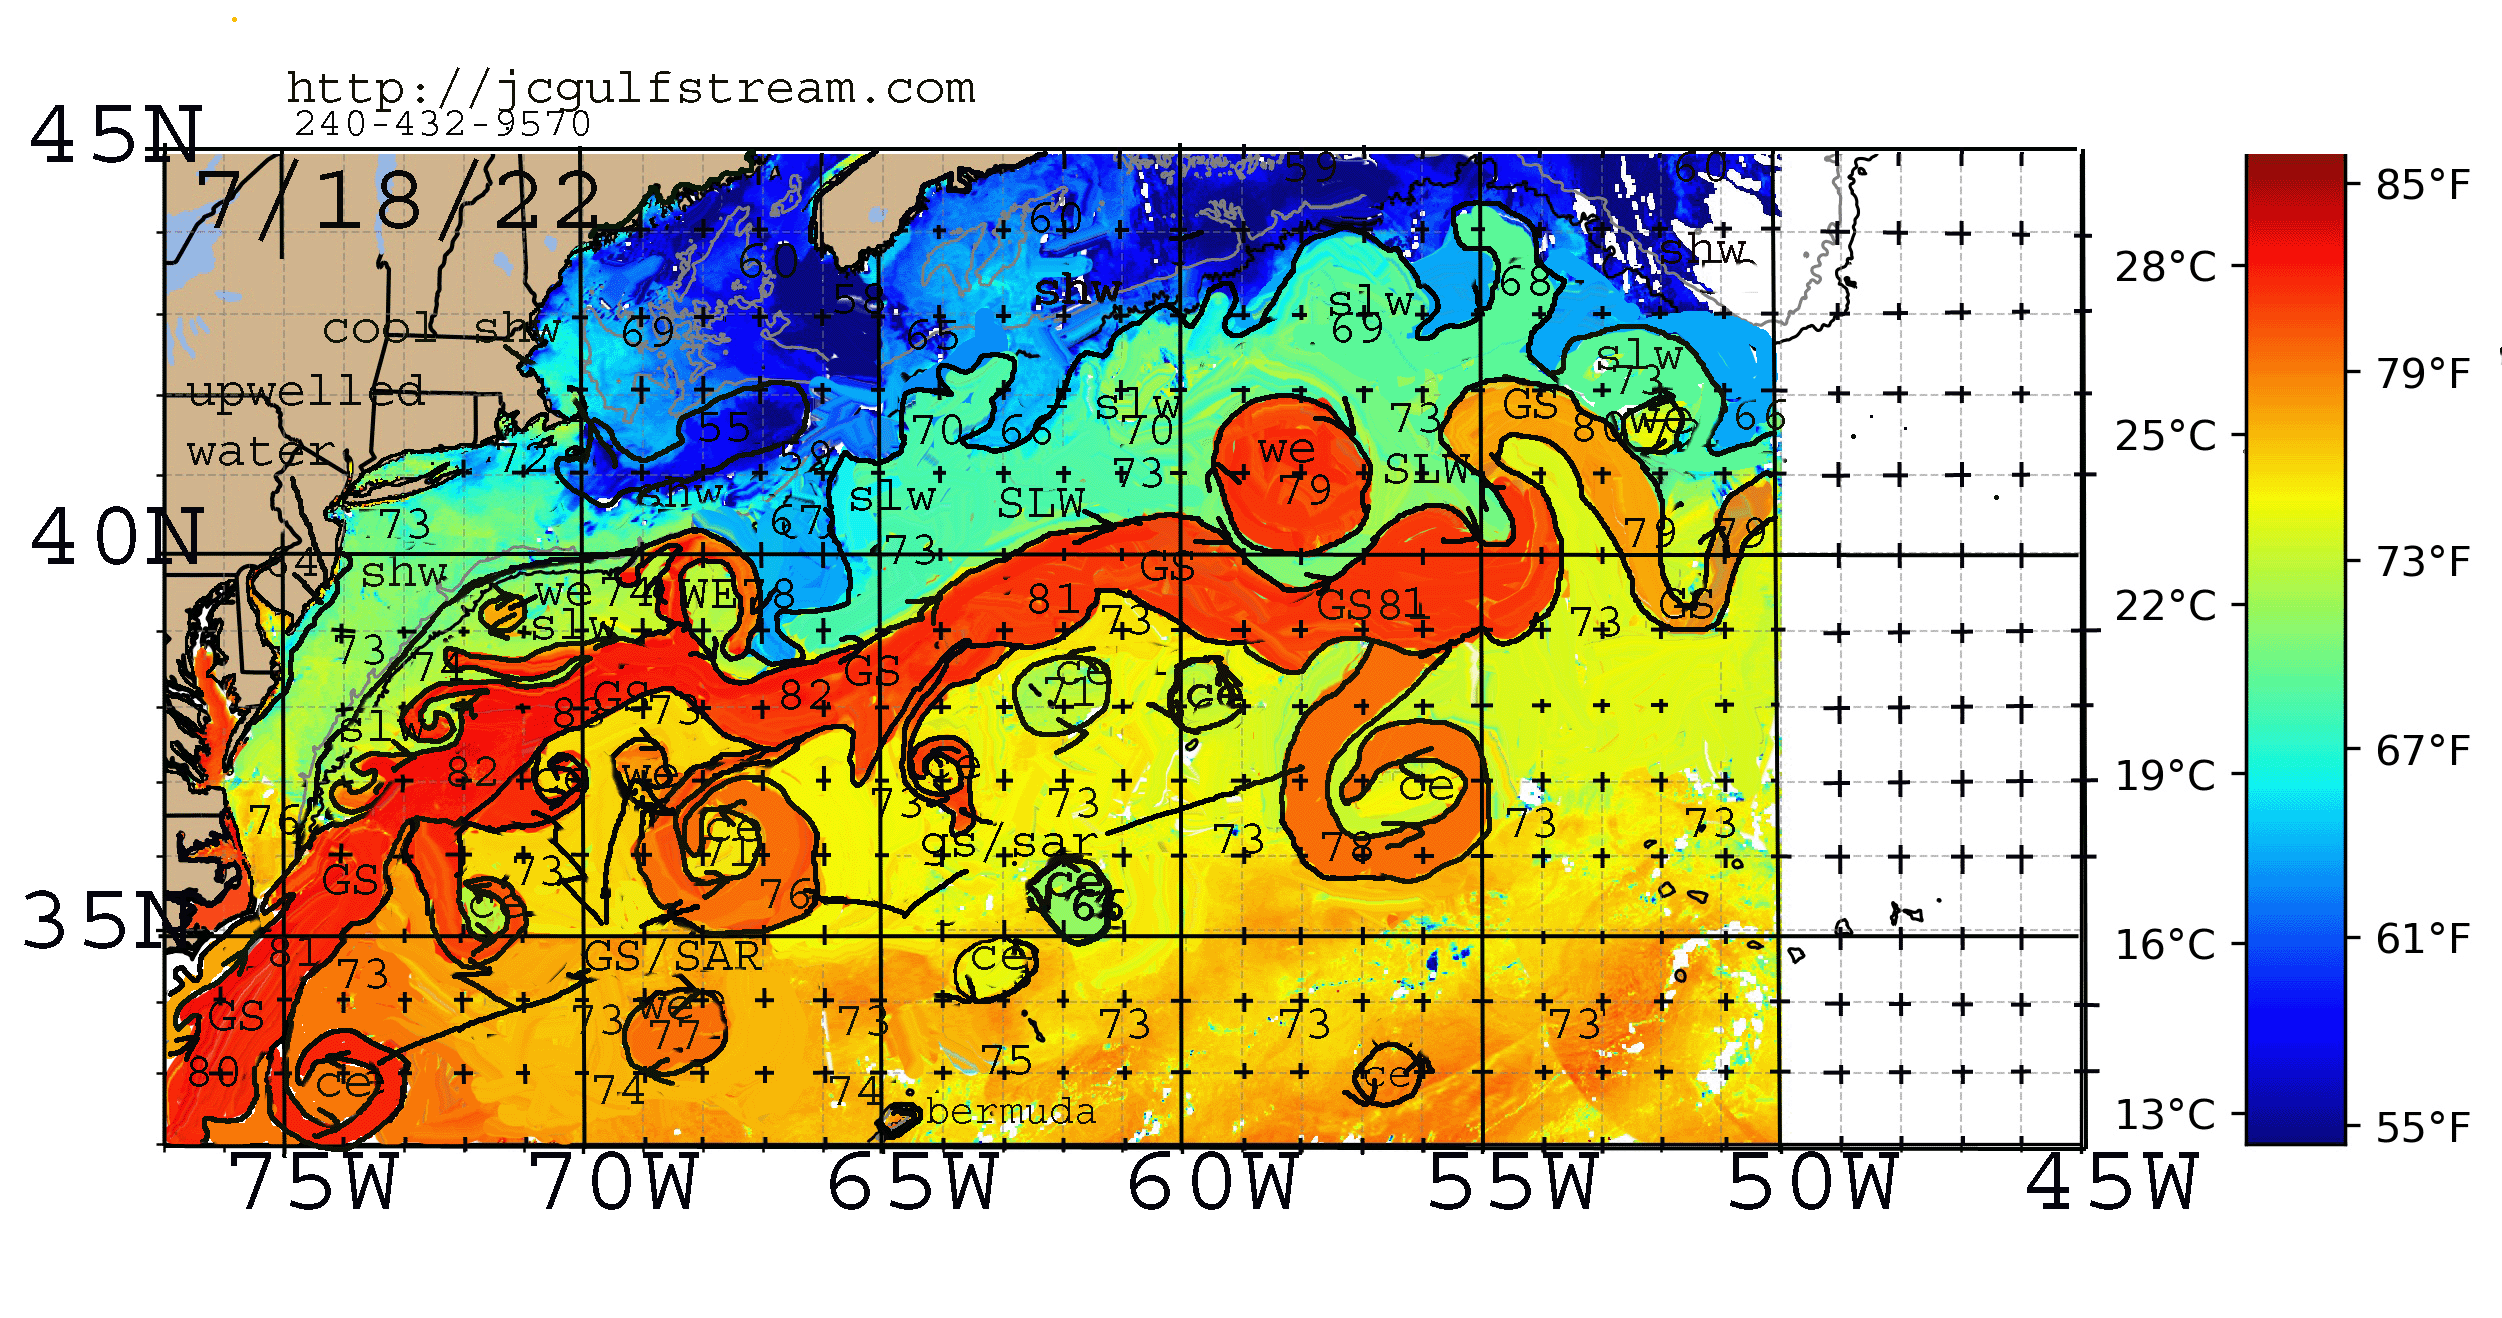 http://jcgulfstream.com
240-432-9570
45N
7/18/22
59
60
60
shw
60
58
slw
69
68
shw
cool shw
69
65
upwelled
slw
73
water
55
59
70
66
slw
70
73
GS
80
we
66
72
shw
we
79
SLW
73
slw
SLW
73
67
79
79
40N
73
shw
we 74
WE
78
slw
81
GS
GS81
73
73
GS
73
74
slw
GS
83
73
82
GS
ce
71
ce
82
ce
we
ce
73
73
ce
76
73
ce
71
gs/sar
73
78
73
73
GS
ce
76
ce
66
35N
81
73
GS/SAR
ce
GS
we
77
73
73
73
73
73
75
80
ce
74
74
ce
bermuda
75W
70W
65W
60W
55W
50W
45W
85°F
28°C
79°F
25°C
73°F
22°C
67°F
19°C
61°F
16°C
55°F
13°C